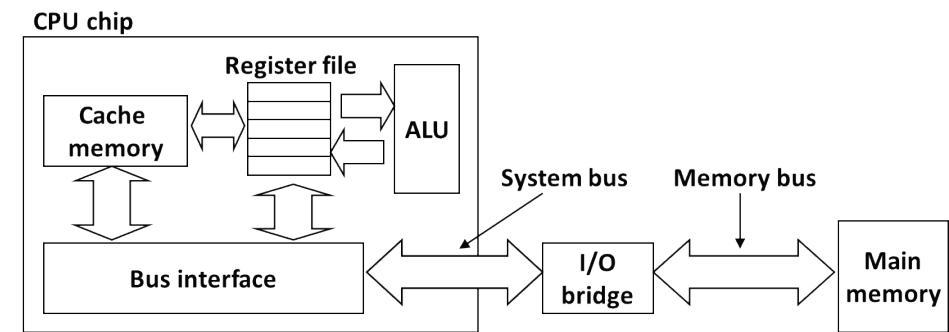 CPU chip
Register file
Cache
memory
ALU
System bus
Memory bus
Bus interface
I/O
bridge
Main
memory